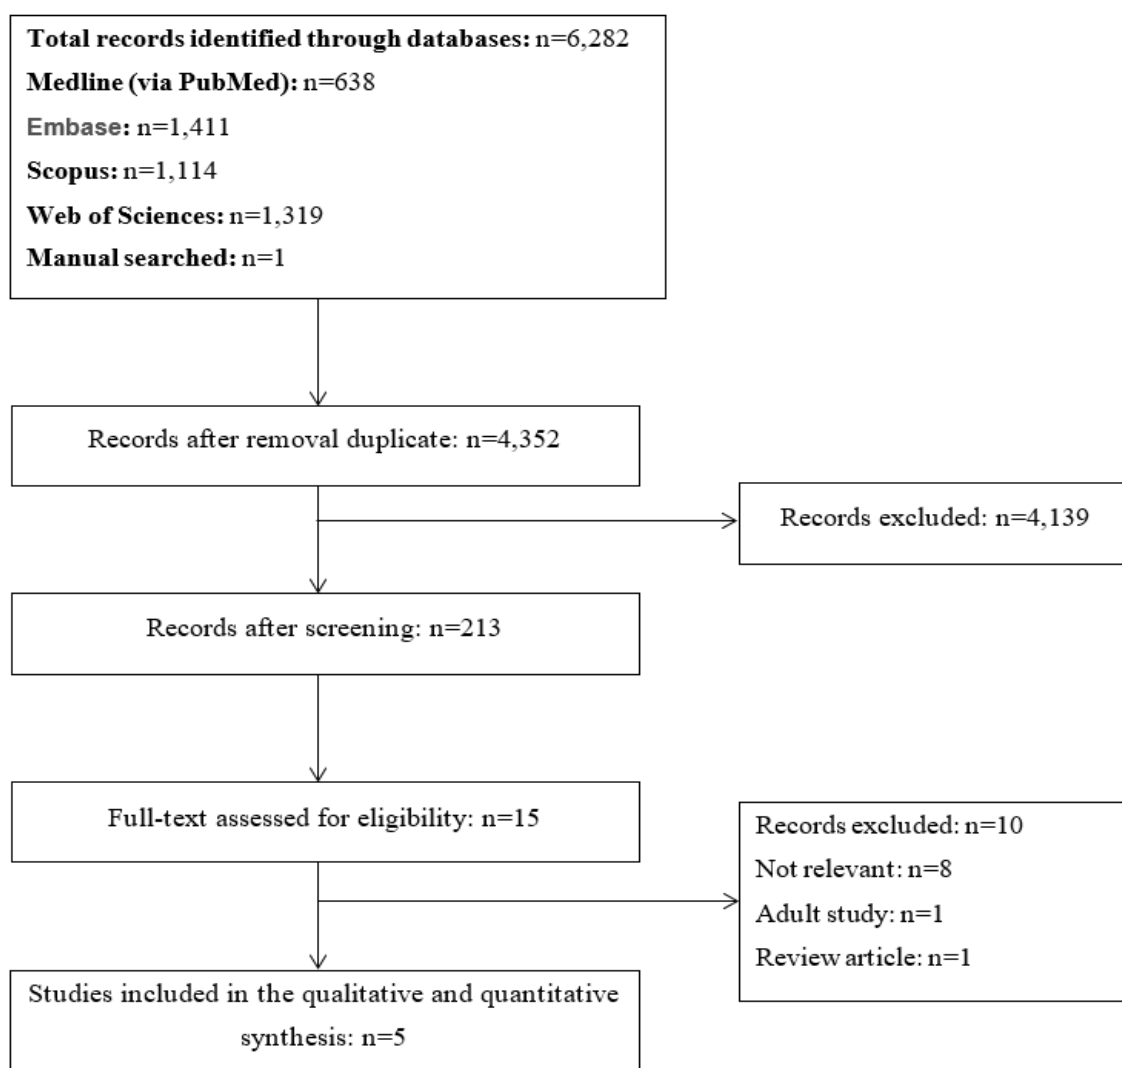 Total records identified through databases: n=6,282
Medline (via PubMed): n=638
Embase: n=1,411
Scopus: n=1,114
Web of Sciences: n=1,319
Manual searched: n=1
Records after removal duplicate: n=4,352
Records excluded: n=4,139
Records after screening: n=213
Full-text assessed for eligibility: n=15
Records excluded: n=10
Not relevant: n=8
Adult study: n=1
Review article: n=1
Studies included in the qualitative and quantitative
synthesis: n=5